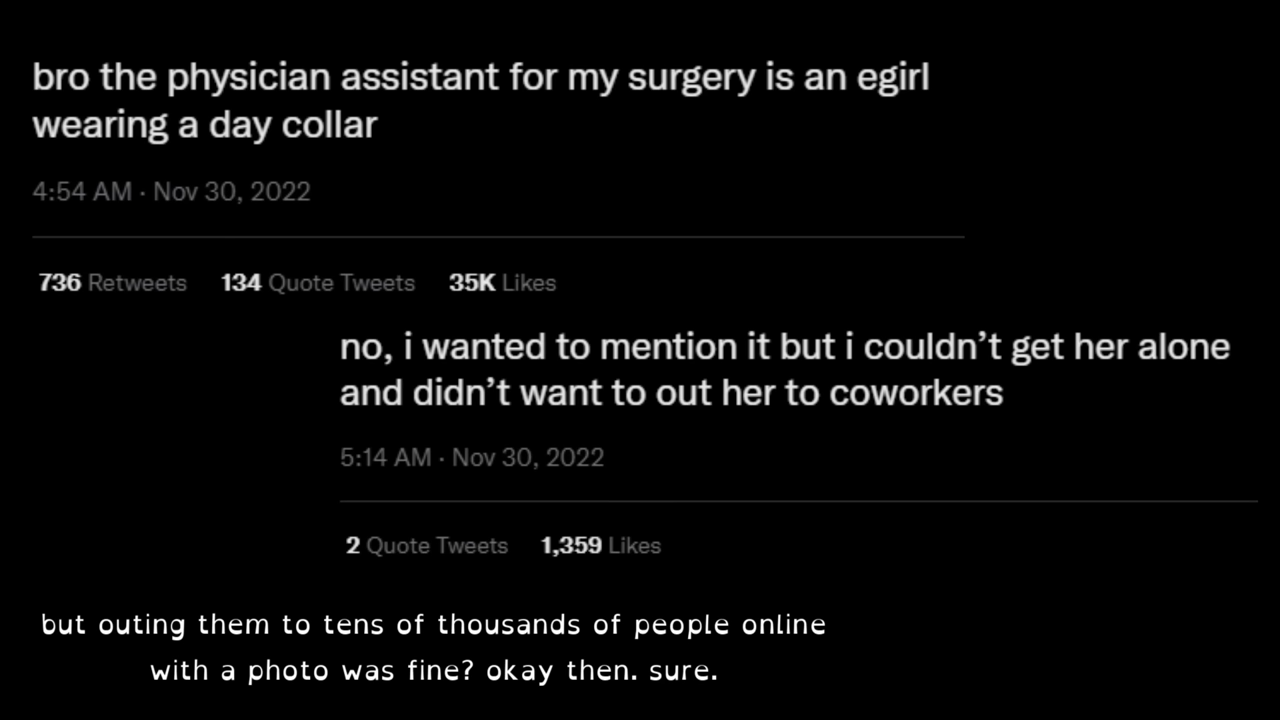 bro the physician assistant for my surgery is an egirl
wearing a day collar
4:54 AM · Nov 30, 2022
736 Retweets 134 Quote Tweets 35K Likes
no, i wanted to mention it but i couldn’t get her alone
and didn’t want to out her to coworkers
5:14 AM · Nov 30, 2022
2 Quote Tweets 1,359 Likes
but outing them to tens of thousands of people online
with a photo was fine? okay then. sure.